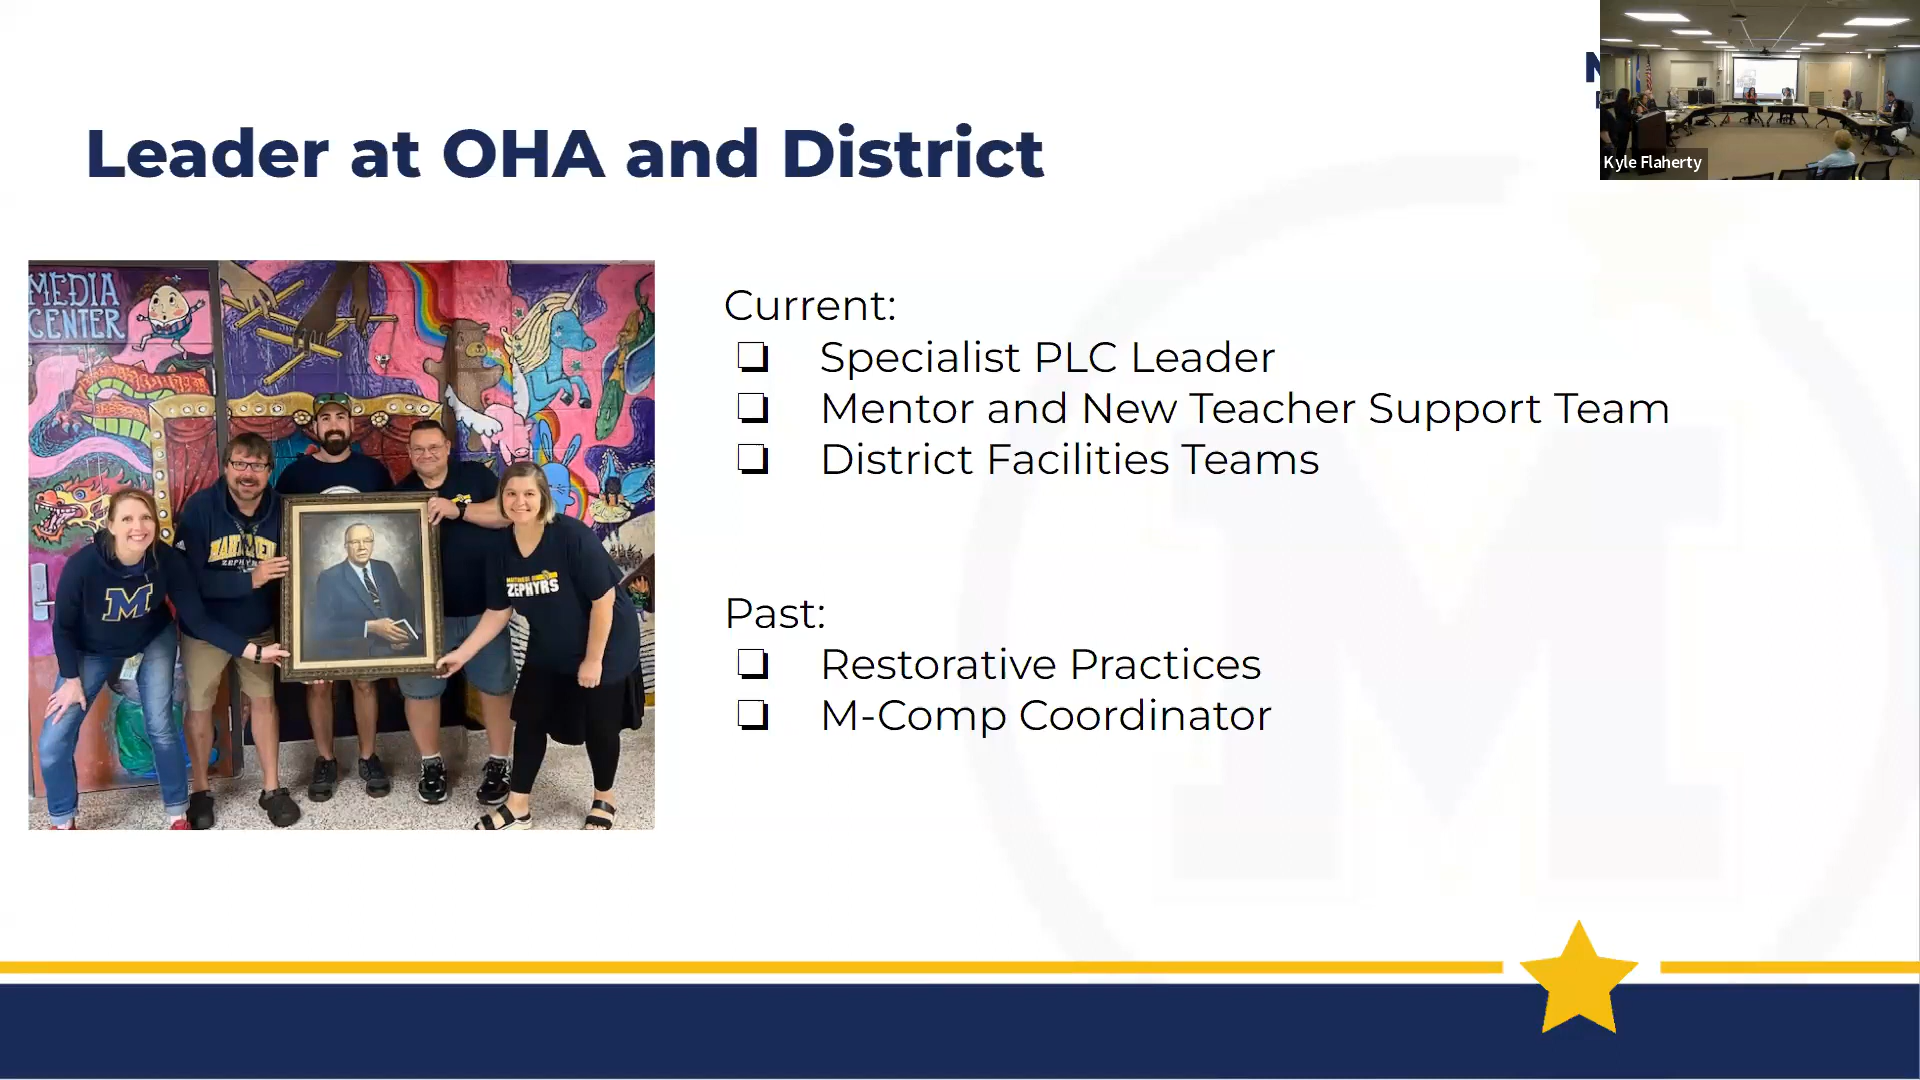 Leader at OHA and District
Kyle Flaherty
MEDIA
CENTER
M
ZEPHYRS
Current:
❏ Specialist PLC Leader
❏ Mentor and New Teacher Support Team
❏ District Facilities Teams
Past:
❏ Restorative Practices
❏ M-Comp Coordinator
M